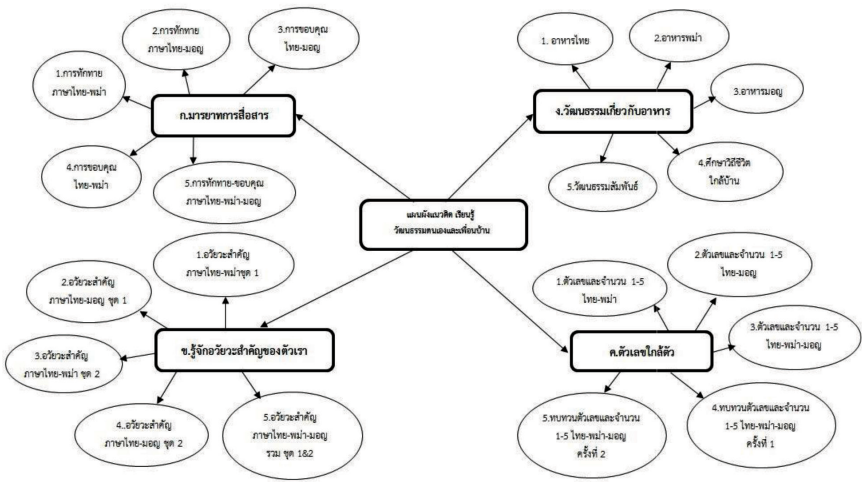 แผนผังแนวคิด เรียนรู้
วัฒนธรรมตนเองและเพื่อนบ้าน
ก.มารยาทการสื่อสาร
1.การทักทาย
ภาษาไทย-พม่า
2.การทักทาย
ภาษาไทย-มอญ
3.การขอบคุณ
ไทย-มอญ
4.การขอบคุณ
ไทย-พม่า
5.การทักทาย-ขอบคุณ
ภาษาไทย-พม่า-มอญ
ข.รู้จักอวัยวะสำคัญของตัวเรา
1.อวัยวะสำคัญ
ภาษาไทย-พม่าชุด 1
2.อวัยวะสำคัญ
ภาษาไทย-มอญ ชุด 1
3.อวัยวะสำคัญ
ภาษาไทย-พม่า ชุด 2
4..อวัยวะสำคัญ
ภาษาไทย-มอญ ชุด 2
5.อวัยวะสำคัญ
ภาษาไทย-พม่า-มอญ
รวม ชุด 1&2
ค.ตัวเลขใกล้ตัว
1.ตัวเลขและจำนวน 1-5
ไทย-พม่า
2.ตัวเลขและจำนวน 1-5
ไทย-มอญ
3.ตัวเลขและจำนวน 1-5
ไทย-พม่า-มอญ
4.ทบทวนตัวเลขและจำนวน
1-5 ไทย-พม่า-มอญ
ครั้งที่ 1
5.ทบทวนตัวเลขและจำนวน
1-5 ไทย-พม่า-มอญ
ครั้งที่ 2
ง.วัฒนธรรมเกี่ยวกับอาหาร
1. อาหารไทย
2.อาหารพม่า
3.อาหารมอญ
4.ศึกษาวิถีชีวิต
ใกล้บ้าน
5.วัฒนธรรมสัมพันธ์